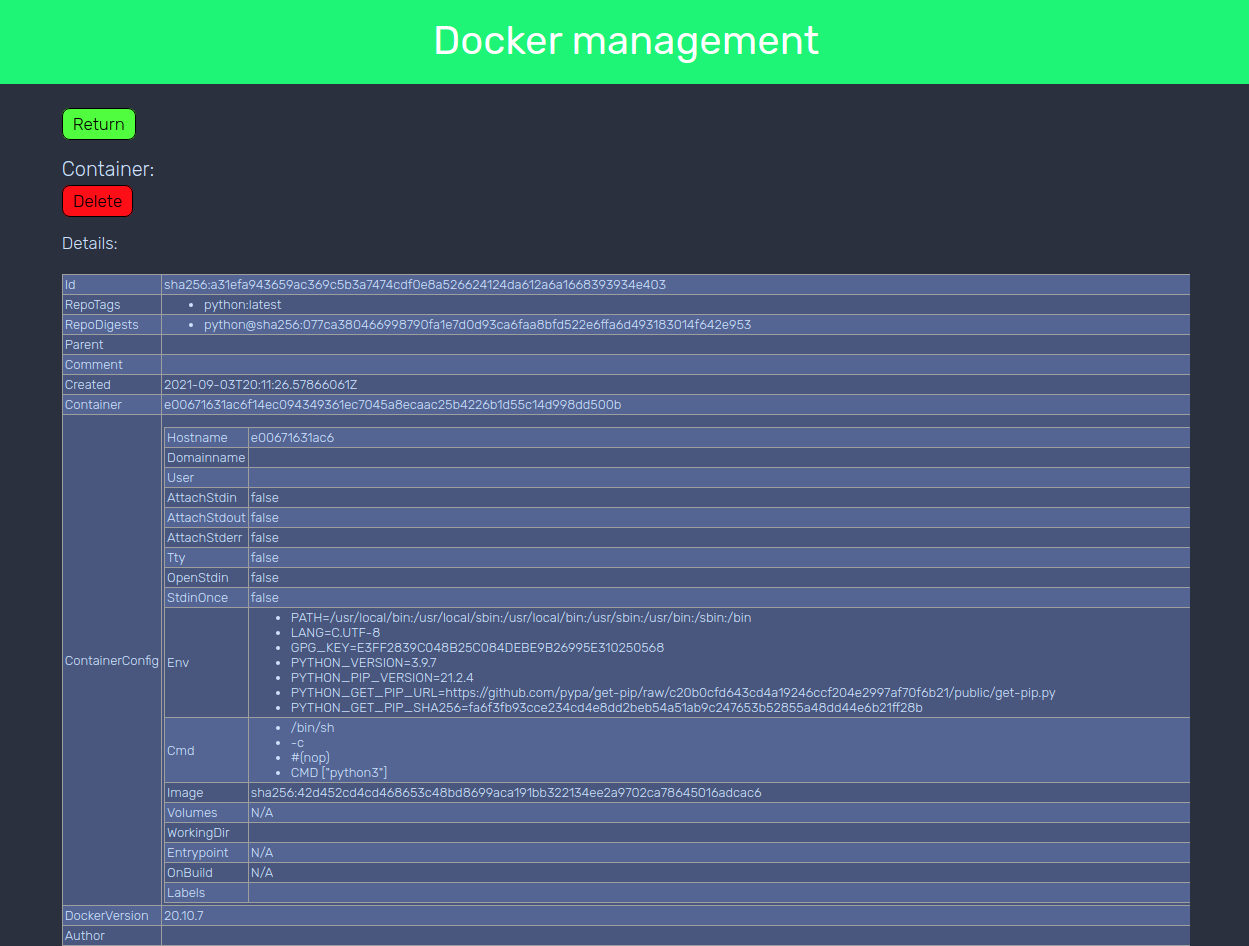 Docker management
Return
Container:
Delete
Details:
Id sha256:a31efa943659ac369c5b3a7474cdf0e8a526624124da612a6a1668393934e403
RepoTags • python:latest
RepoDigests • python@sha256:077ca380466998790fa1e7d0d93ca6faa8bfd522e6ffa6d493183014f642e953
Parent
Comment
Created 2021-09-03T20:11:26.57866061Z
Container e00671631ac6f14ec094349361ec7045a8ecaac25b4226b1d55c14d998dd500b
ContainerConfig
Hostname e00671631ac6
Domainname
User
AttachStdin false
AttachStdout false
AttachStderr false
Tty false
OpenStdin false
StdinOnce false
Env
• PATH=/usr/local/bin:/usr/local/sbin:/usr/local/bin:/usr/sbin:/usr/bin:/sbin:/bin
• LANG=C.UTF-8
• GPG_KEY=E3FF2839C048B25C084DEBE9B26995E310250568
• PYTHON_VERSION=3.9.7
• PYTHON_PIP_VERSION=21.2.4
• PYTHON_GET_PIP_URL=https://github.com/pypa/get-pip/raw/c20b0cfd643cd4a19246ccf204e2997af70f6b21/public/get-pip.py
• PYTHON_GET_PIP_SHA256=fa6f3fb93cce234cd4e8dd2beb54a51ab9c247653b52855a48dd44e6b21ff28b
Cmd
• /bin/sh
• -c
• #(nop)
• CMD ["python3"]
Image sha256:42d452cd4cd468653c48bd8699aca191bb322134ee2a9702ca78645016adcac6
Volumes N/A
WorkingDir
Entrypoint N/A
OnBuild N/A
Labels
DockerVersion 20.10.7
Author